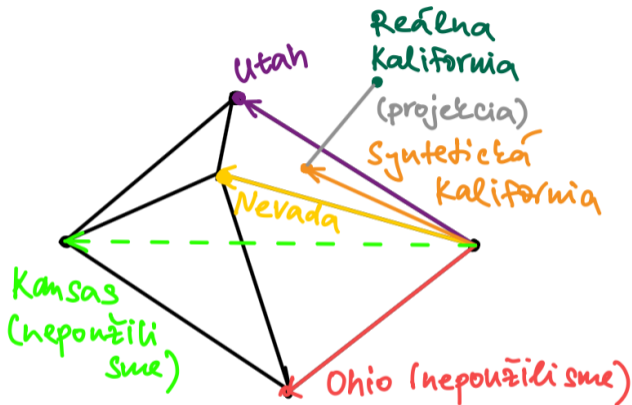 Reálna
Kalifornia
(projekcia)
Utah
Syntetická
Kalifornia
Nevada
Kansas
(nepoužili
sme)
Ohio (nepoužili sme)